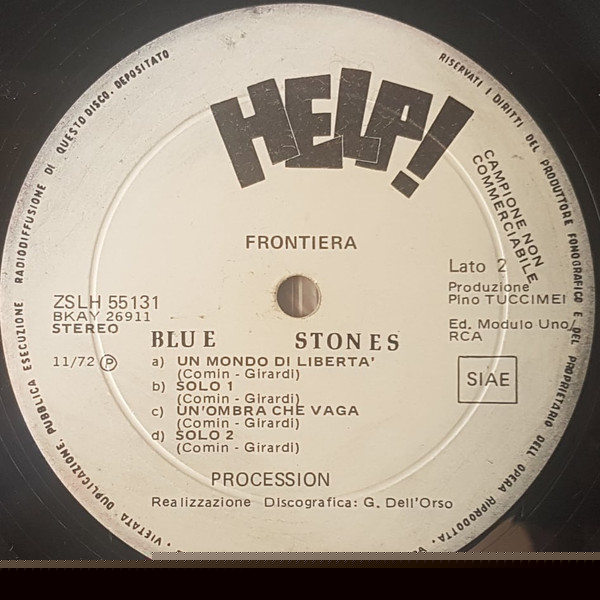 HELP!
RISERVATI I DIRITTI DEL PRODUTTORE FONOGRAFICO E DEL PROPRIETARIO DELL' OPERA RIPRODOTTA.
VIETATA DUPLICAZIONE, PUBBLICA ESECUZIONE RADIODIFFUSIONE DI QUESTO DISCO. DEPOSITATO
CAMPIONE NON
COMMERCIABILE
FRONTIERA
Lato 2
ZSLH 55131
BKAY 26911
STEREO
Produzione
Pino TUCCIMEI
Ed. Modulo Uno/
RCA
BLUE STONES
11/72 Ⓟ
a) UN MONDO DI LIBERTA'
(Comin - Girardi)
b) SOLO 1
(Comin - Girardi)
c) UN'OMBRA CHE VAGA
(Comin - Girardi)
d) SOLO 2
(Comin - Girardi)
SIAE
PROCESSION
Realizzazione Discografica: G. Dell'Orso